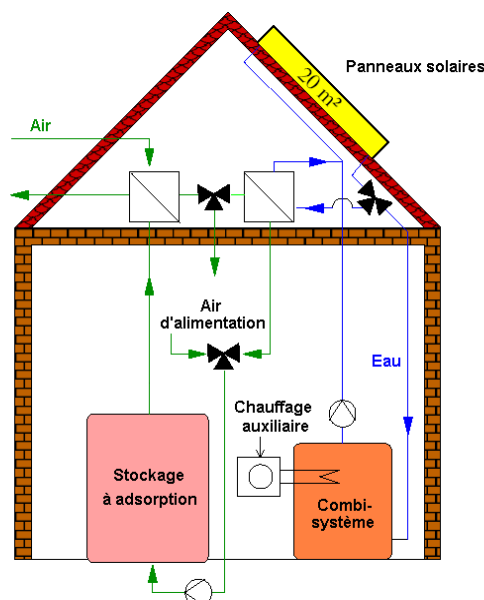 Panneaux solaires
20 m²
Air
Air
d'alimentation
Eau
Chauffage
auxiliaire
Stockage
à adsorption
Combi-
système